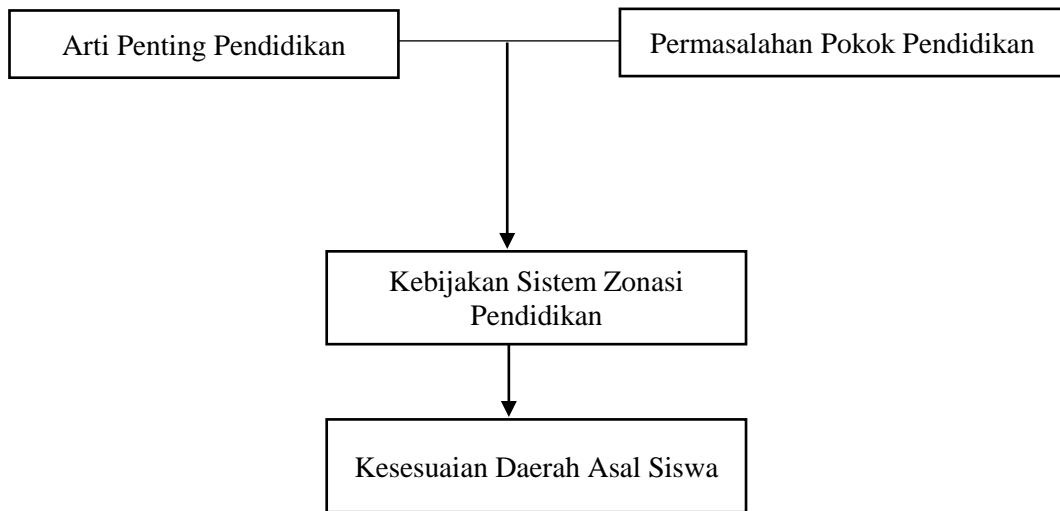 Arti Penting Pendidikan
Permasalahan Pokok Pendidikan
Kebijakan Sistem Zonasi
Pendidikan
Kesesuaian Daerah Asal Siswa